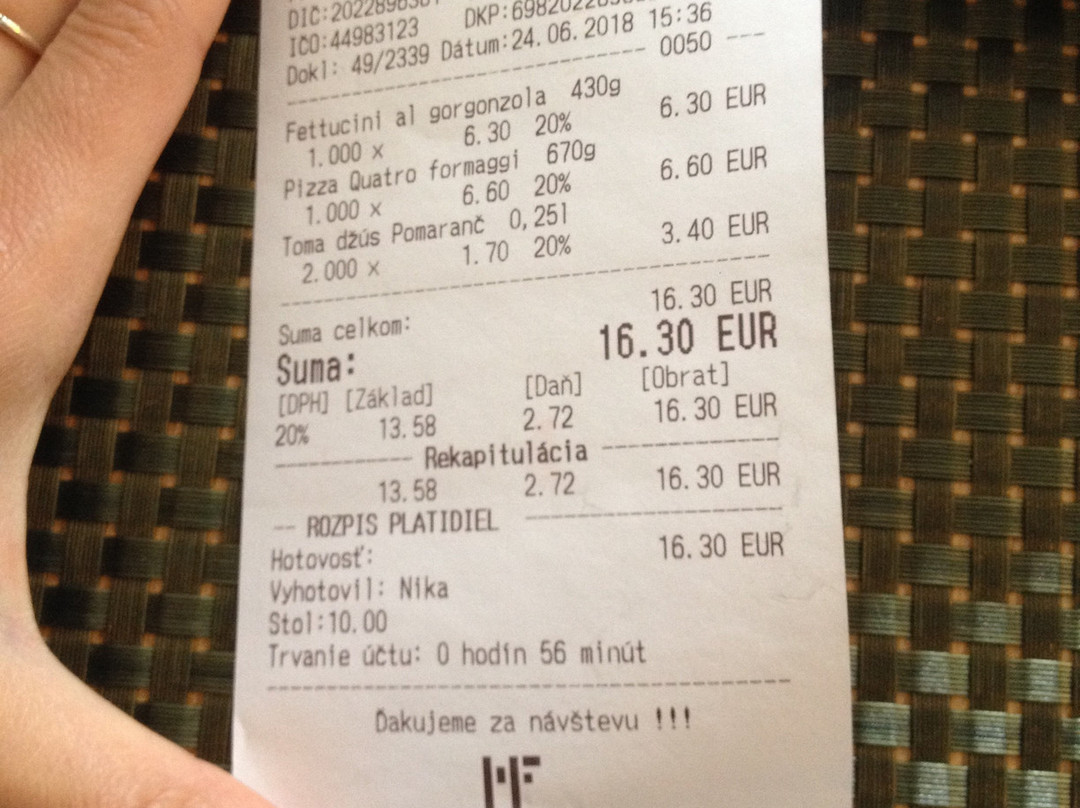 IČO:44983123
Dokl: 49/2339 Dátum:24.06.2018 15:36
0050
Fettucini al gorgonzola 430g
1.000 x 6.30 20% 6.30 EUR
Pizza Quatro formaggi 670g
1.000 x 6.60 20% 6.60 EUR
Toma džús Pomaranč 0,25l
2.000 x 1.70 20% 3.40 EUR
Suma celkom: 16.30 EUR
Suma: 16.30 EUR
[DPH] [Základ] [Daň] [Obrat]
20% 13.58 2.72 16.30 EUR
Rekapitulácia
13.58 2.72 16.30 EUR
-- ROZPIS PLATIDIEL
Hotovosť: 16.30 EUR
Vyhotovil: Nika
Stol:10.00
Trvanie účtu: 0 hodín 56 minút
Ďakujeme za návštevu !!!
MF